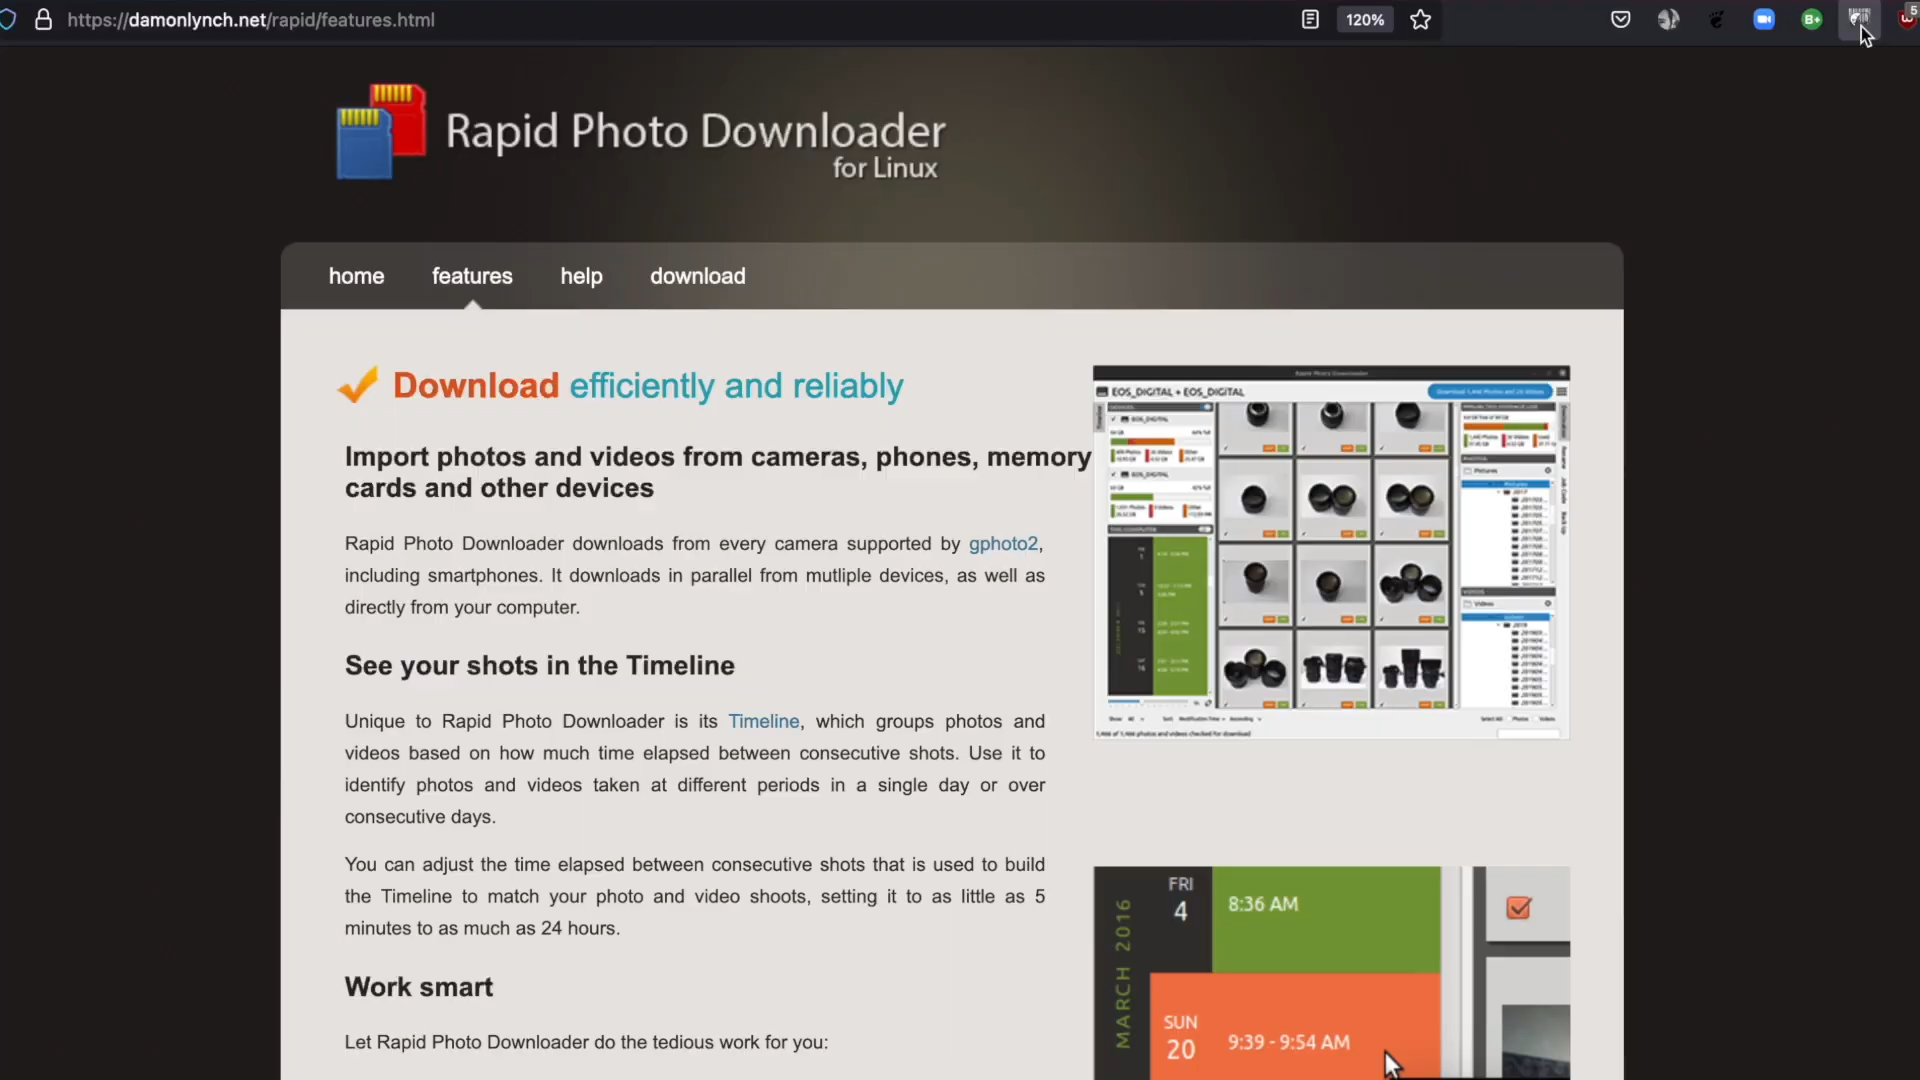 https://damonlynch.net/rapid/features.html
120%
5
Rapid Photo Downloader
for Linux
home features help download
Download efficiently and reliably
Import photos and videos from cameras, phones, memory
cards and other devices
Rapid Photo Downloader downloads from every camera supported by gphoto2,
including smartphones. It downloads in parallel from mutliple devices, as well as
directly from your computer.
See your shots in the Timeline
Unique to Rapid Photo Downloader is its Timeline, which groups photos and
videos based on how much time elapsed between consecutive shots. Use it to
identify photos and videos taken at different periods in a single day or over
consecutive days.
You can adjust the time elapsed between consecutive shots that is used to build
the Timeline to match your photo and video shoots, setting it to as little as 5
minutes to as much as 24 hours.
Work smart
Let Rapid Photo Downloader do the tedious work for you:
Rapid Photo Downloader
EOS_DIGITAL + EOS_DIGITAL
Pictures
Videos
MARCH 2016
FRI
4
8:36 AM
SUN
20
9:39 - 9:54 AM